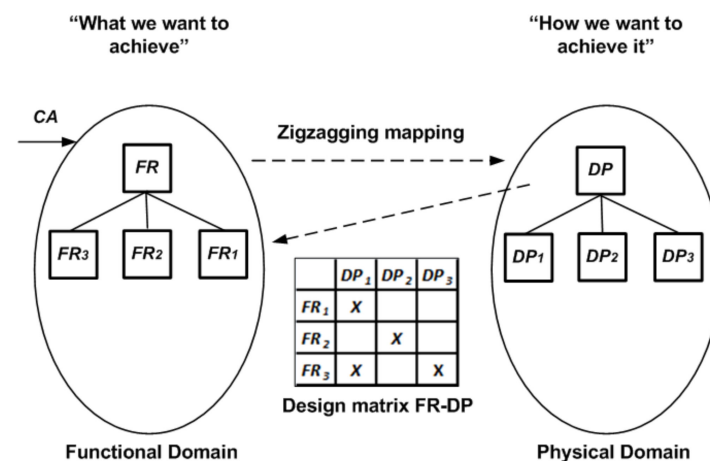 “What we want to
achieve”
“How we want to
achieve it”
CA
Zigzagging mapping
FR
DP
FR3 FR2 FR1
DP1 DP2 DP3
DP1 DP2 DP3
FR1 X
FR2 X
FR3 X X
Design matrix FR-DP
Functional Domain
Physical Domain